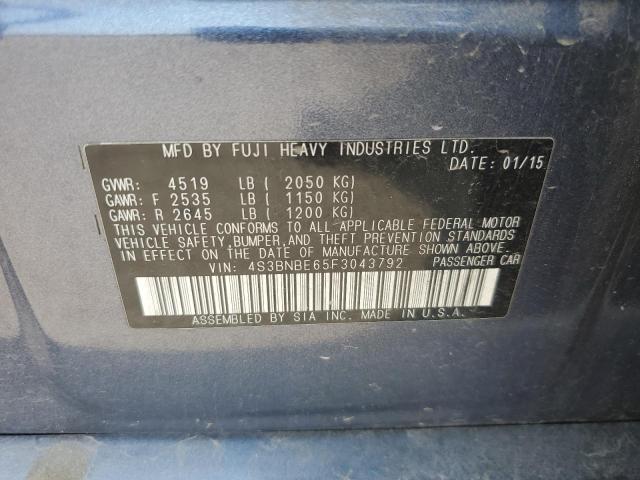 MFD BY FUJI HEAVY INDUSTRIES LTD.
DATE: 01/15
GVWR: 4519 LB ( 2050 KG)
GAWR: F 2535 LB ( 1150 KG)
GAWR: R 2645 LB ( 1200 KG)
THIS VEHICLE CONFORMS TO ALL APPLICABLE FEDERAL MOTOR
VEHICLE SAFETY, BUMPER, AND THEFT PREVENTION STANDARDS
IN EFFECT ON THE DATE OF MANUFACTURE SHOWN ABOVE.
VIN: 4S3BNBE65F3043792 PASSENGER CAR
ASSEMBLED BY SIA INC. MADE IN U.S.A.